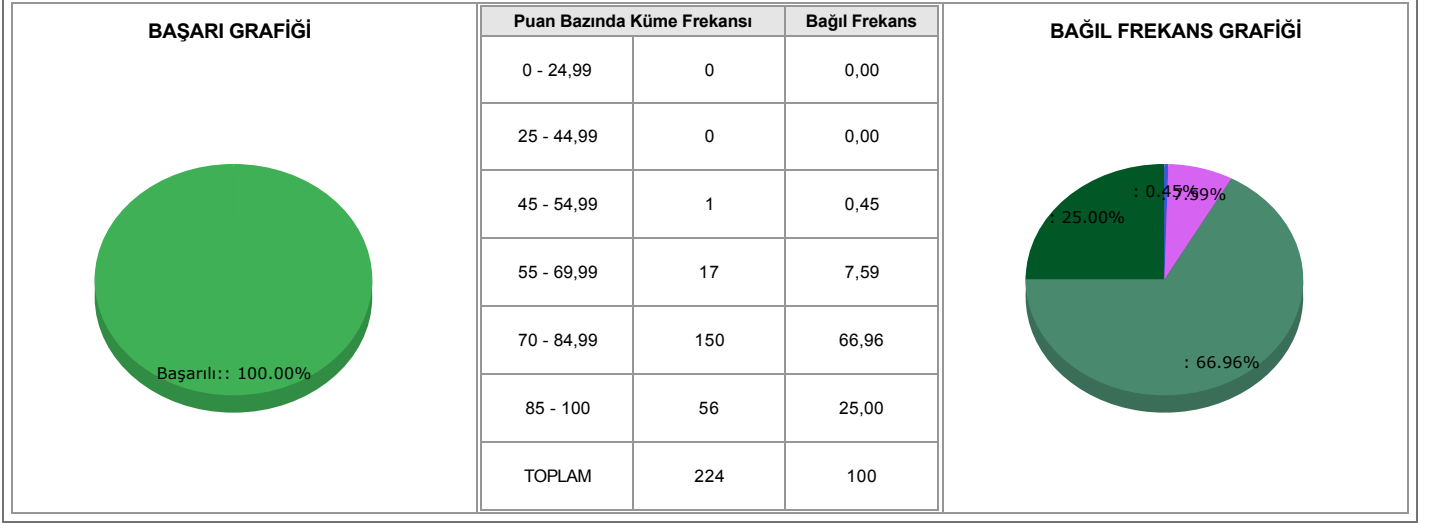 BAŞARI GRAFİĞİ
Başarılı:: 100.00%
Puan Bazında Küme Frekansı Bağıl Frekans
0 - 24,99 0 0,00
25 - 44,99 0 0,00
45 - 54,99 1 0,45
55 - 69,99 17 7,59
70 - 84,99 150 66,96
85 - 100 56 25,00
TOPLAM 224 100
BAĞIL FREKANS GRAFİĞİ
: 0.45%
: 7.59%
: 25.00%
: 66.96%